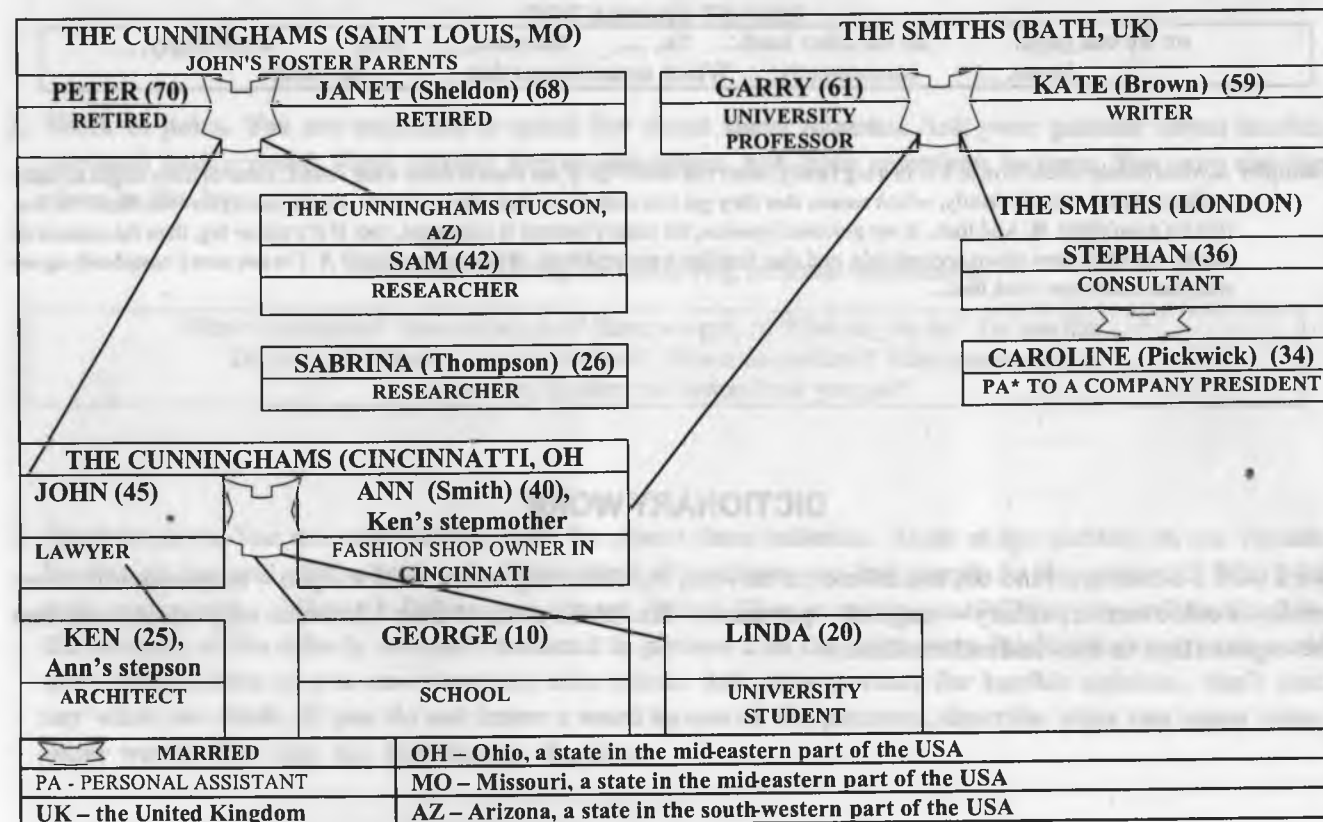 THE CUNNINGHAMS (SAINT LOUIS, MO)
JOHN'S FOSTER PARENTS
PETER (70)
RETIRED
JANET (Sheldon) (68)
RETIRED
THE SMITHS (BATH, UK)
GARRY (61)
UNIVERSITY
PROFESSOR
KATE (Brown) (59)
WRITER
THE CUNNINGHAMS (TUCSON,
AZ)
SAM (42)
RESEARCHER
SABRINA (Thompson) (26)
RESEARCHER
THE SMITHS (LONDON)
STEPHAN (36)
CONSULTANT
CAROLINE (Pickwick) (34)
PA* TO A COMPANY PRESIDENT
THE CUNNINGHAMS (CINCINNATTI, OH
JOHN (45)
LAWYER
ANN (Smith) (40),
Ken's stepmother
FASHION SHOP OWNER IN
CINCINNATI
KEN (25),
Ann's stepson
ARCHITECT
GEORGE (10)
SCHOOL
LINDA (20)
UNIVERSITY
STUDENT
MARRIED
OH – Ohio, a state in the mid-eastern part of the USA
PA - PERSONAL ASSISTANT
MO – Missouri, a state in the mid-eastern part of the USA
UK – the United Kingdom
AZ – Arizona, a state in the south-western part of the USA